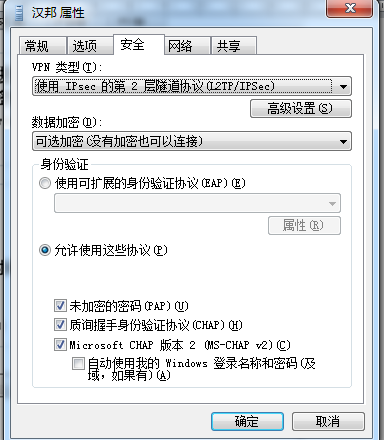 汉邦 属性
常规 选项 安全 网络 共享
VPN 类型(T):
使用 IPsec 的第 2 层隧道协议(L2TP/IPSec)
高级设置(S)
数据加密(D):
可选加密(没有加密也可以连接)
身份验证
使用可扩展的身份验证协议(EAP)(E)
属性(R)
允许使用这些协议(P)
未加密的密码(PAP)(U)
质询握手身份验证协议(CHAP)(H)
Microsoft CHAP 版本 2 (MS-CHAP v2)(C)
自动使用我的 Windows 登录名称和密码(及
域，如果有)(A)
确定 取消